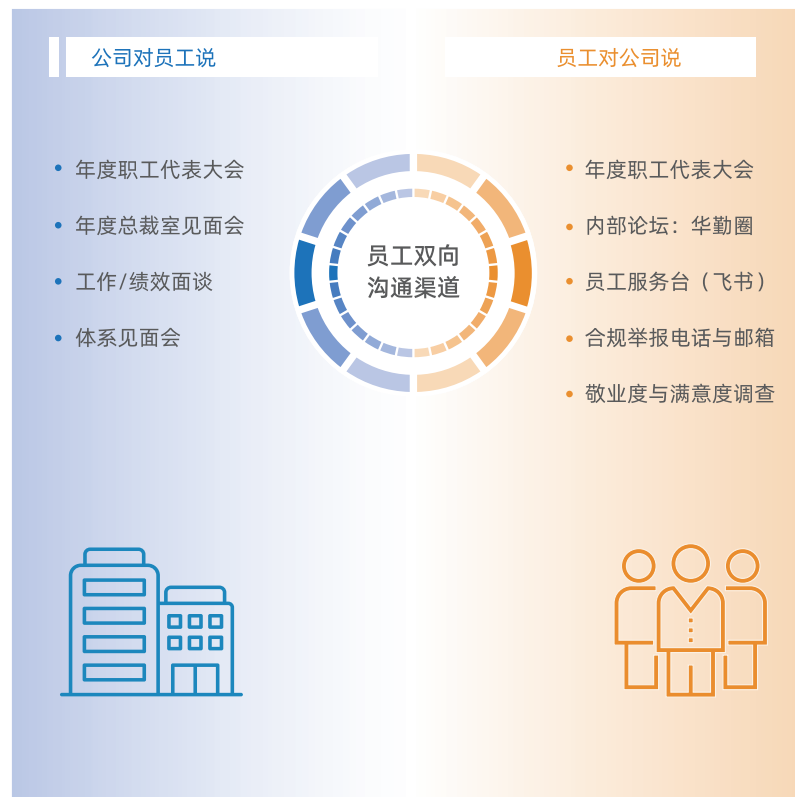 公司对员工说
年度职工代表大会
年度总裁室见面会
工作/绩效面谈
体系见面会
员工双向
沟通渠道
员工对公司说
年度职工代表大会
内部论坛：华勤圈
员工服务台（飞书）
合规举报电话与邮箱
敬业度与满意度调查